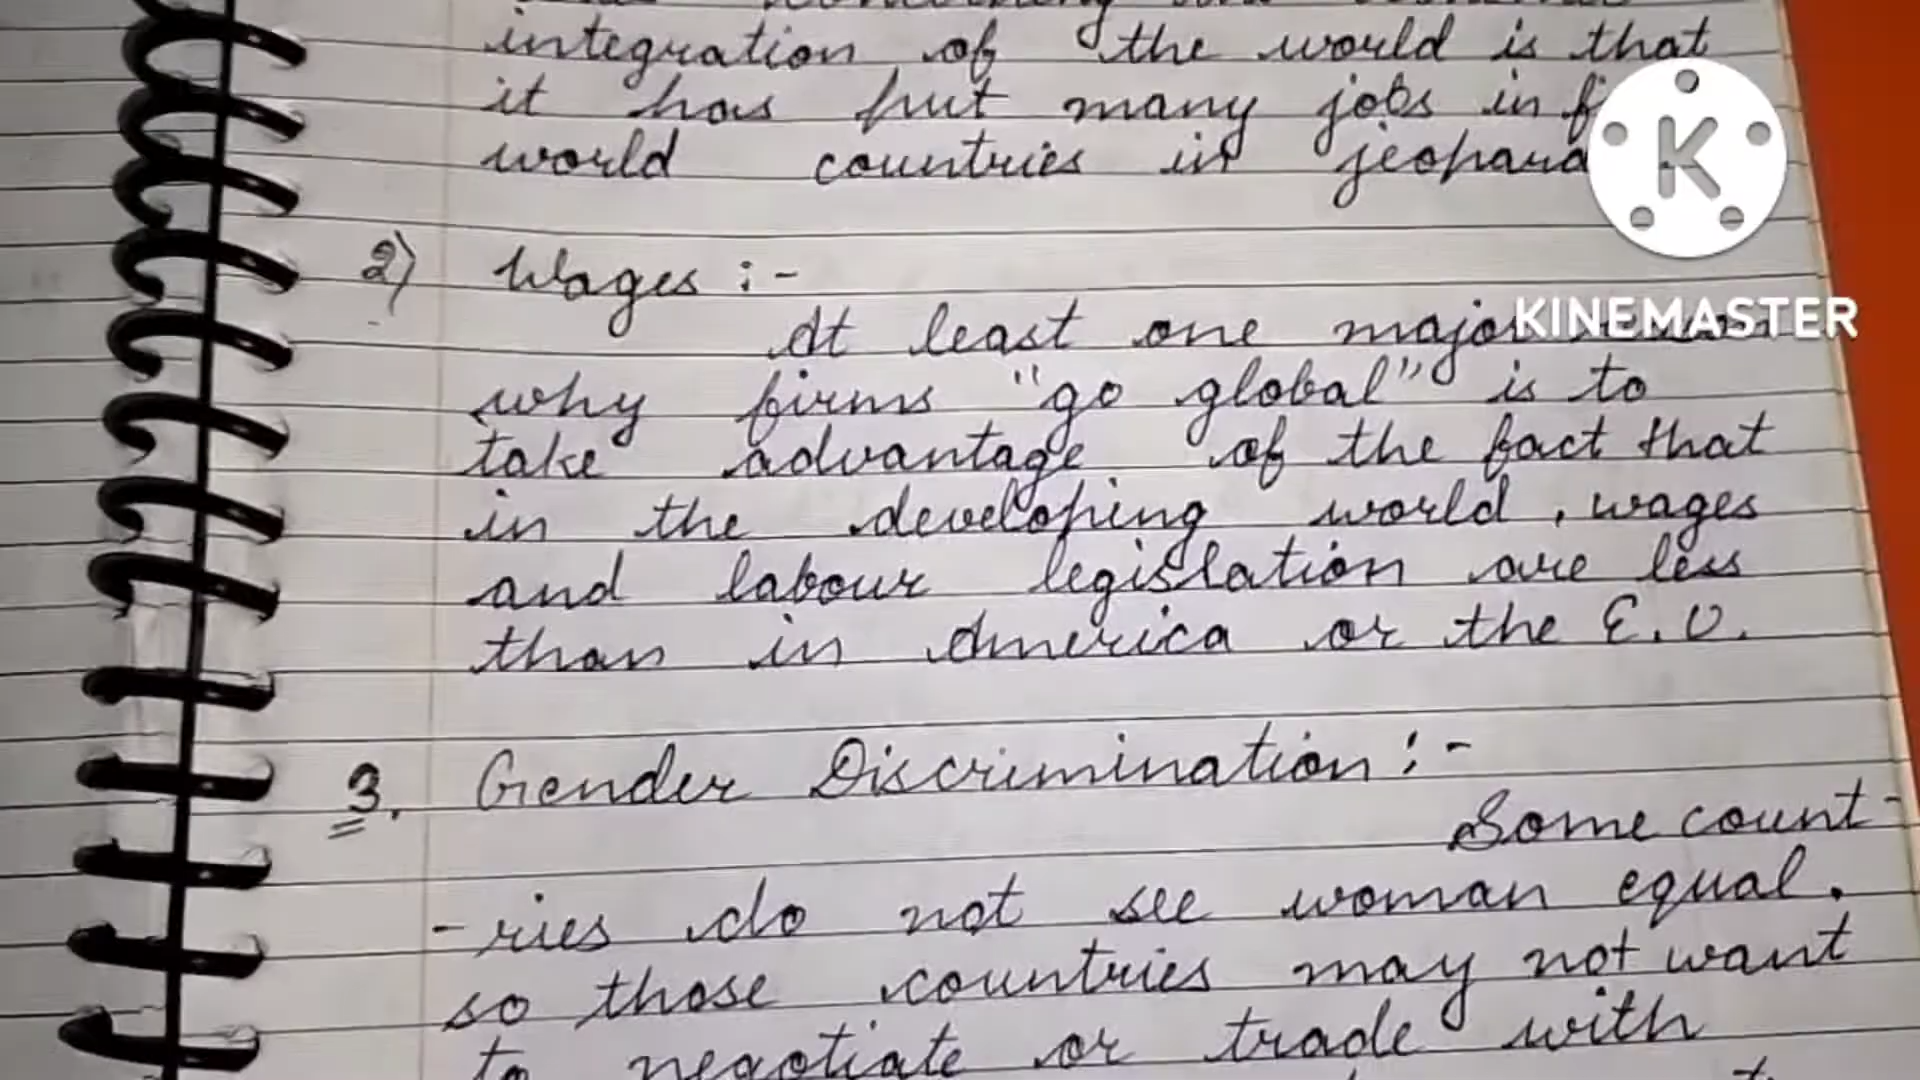 integration of the world is that
it has put many jobs in
world countries in
2) Wages :-
At least one major
why firms "go global" is to
take advantage of the fact that
in the developing world, wages
and labour legislation are less
than in America or the E.U.
3. Gender Discrimination :-
Some count-
-ries do not see woman equal.
so those countries may not want
to negotiate or trade with
K
KINEMASTER